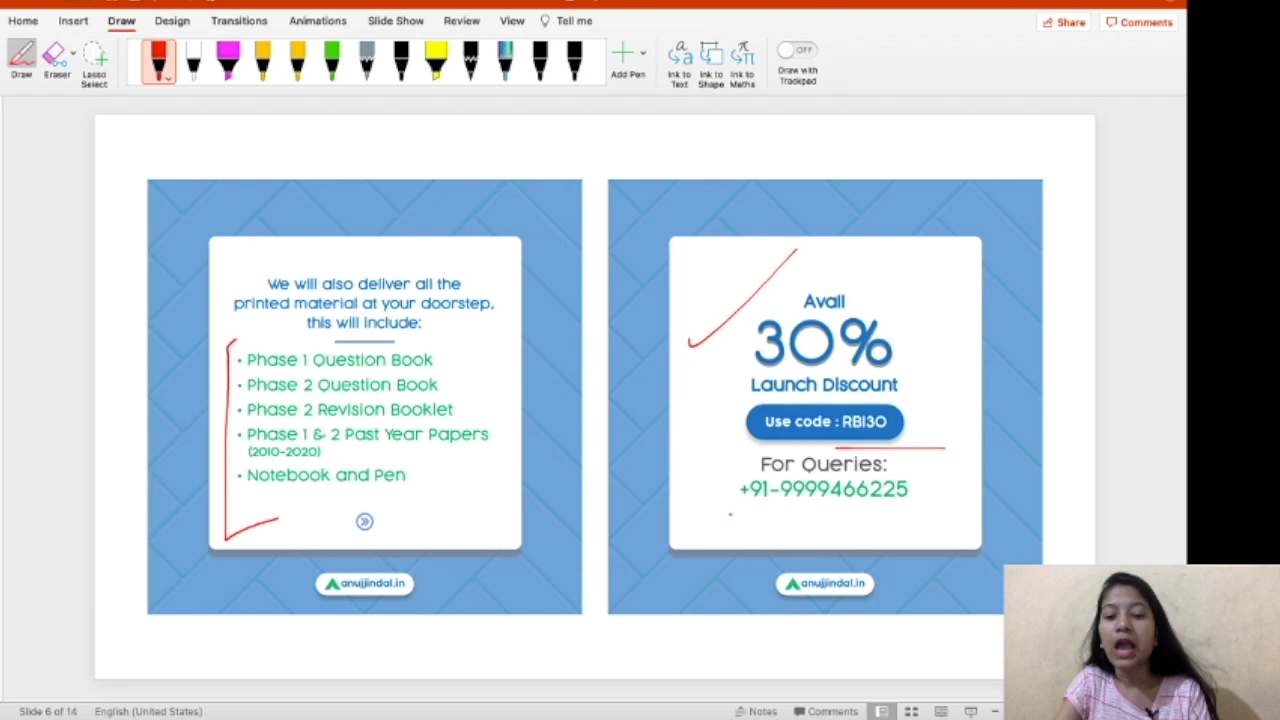 Home Insert Draw Design Transitions Animations Slide Show Review View Tell me Share Comments
Draw Eraser Lasso Select Add Pen Ink to Text Ink to Shape Ink to Maths OFF Draw with Trackpad
We will also deliver all the
printed material at your doorstep,
this will include:
• Phase 1 Question Book
• Phase 2 Question Book
• Phase 2 Revision Booklet
• Phase 1 & 2 Past Year Papers
(2010-2020)
• Notebook and Pen
anujjindal.in
Avail
30%
Launch Discount
Use code : RBI30
For Queries:
+91-9999466225
anujjindal.in
Slide 6 of 14 English (United States) Notes Comments